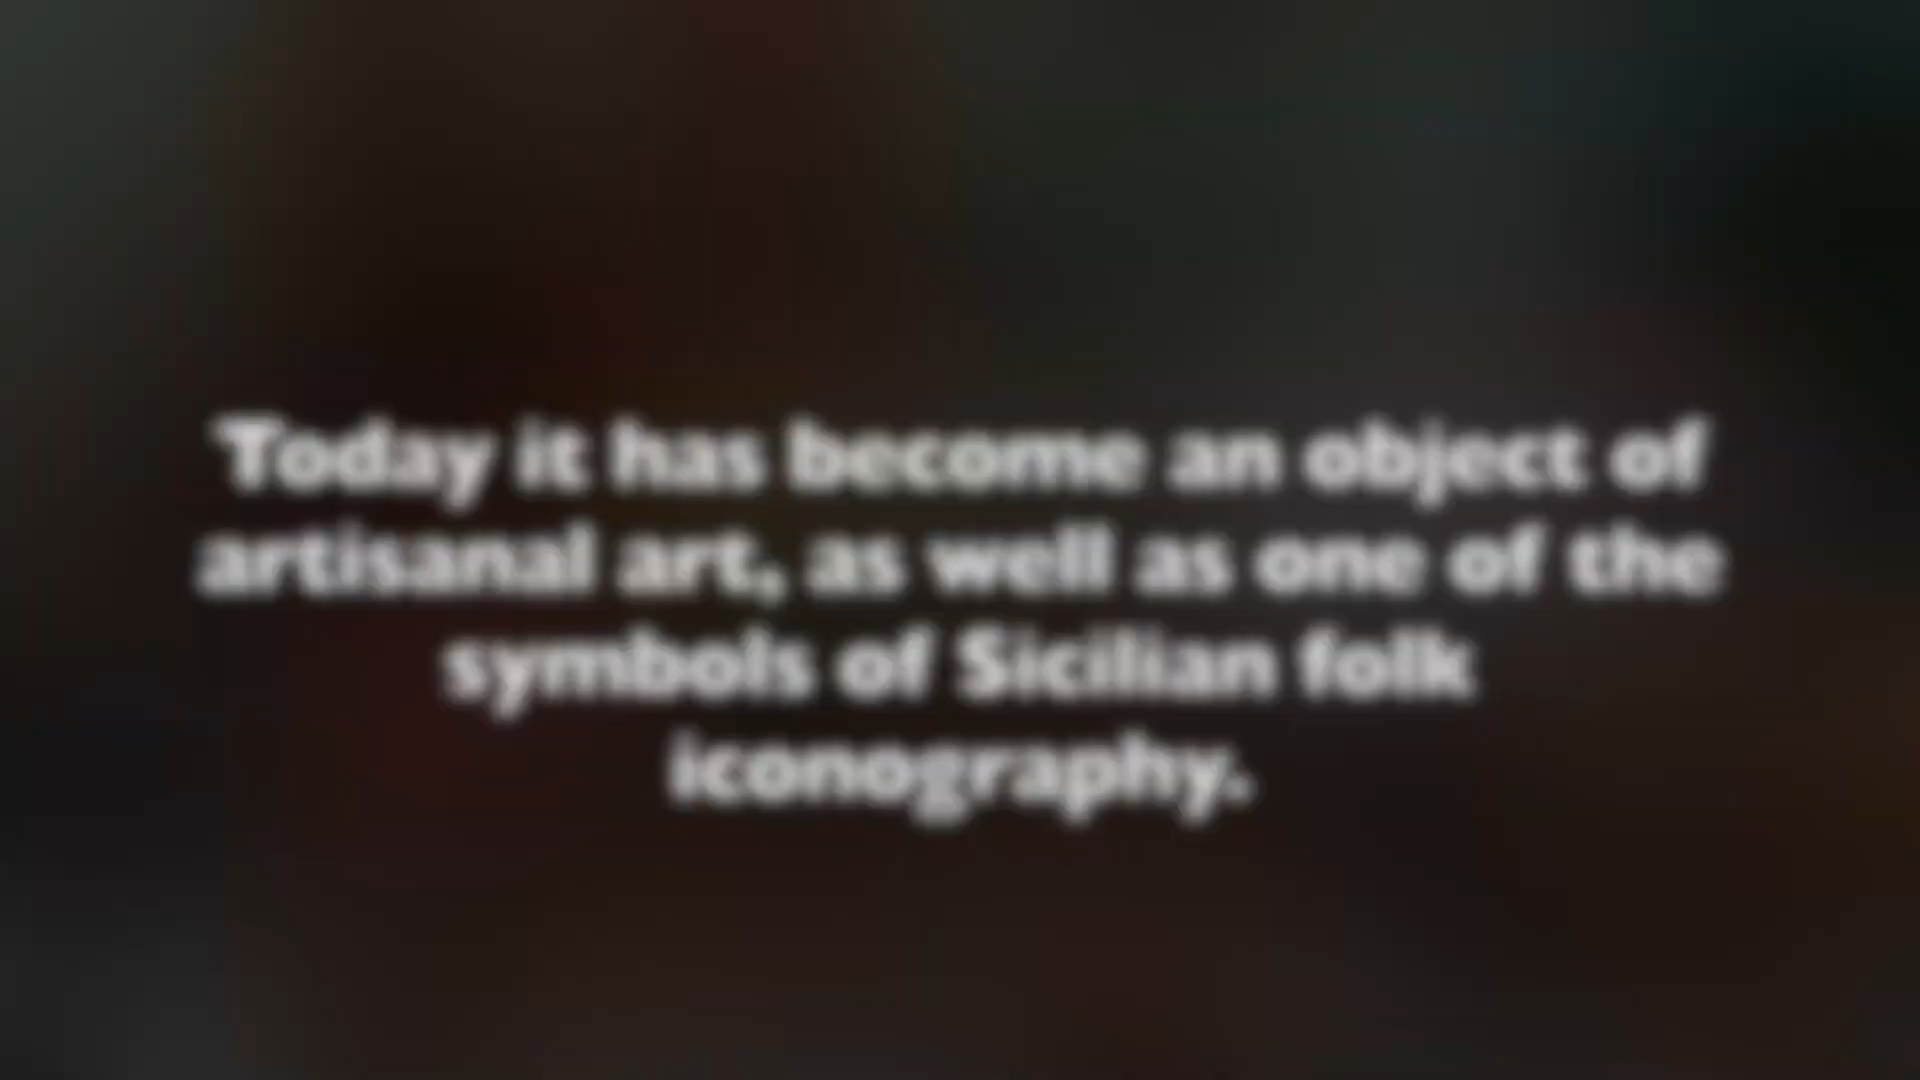 Today it has become an object of
artisanal art, as well as one of the
symbols of Sicilian folk
iconography.